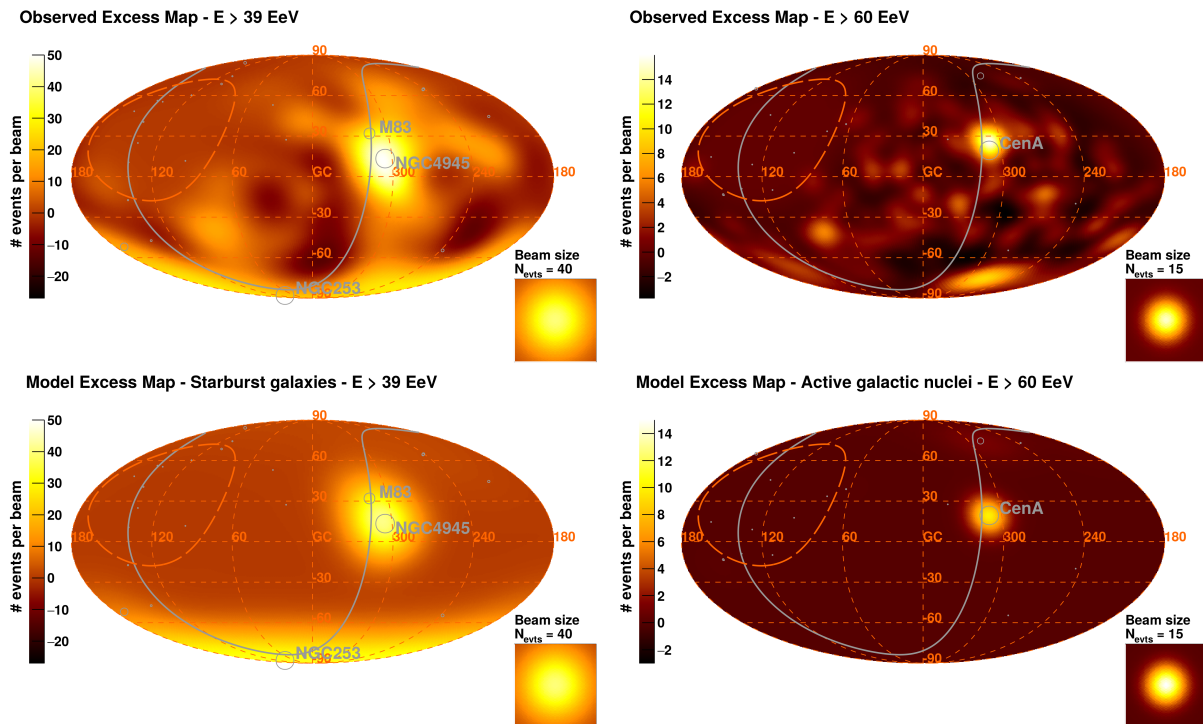 Observed Excess Map - E > 39 EeV
# events per beam
50
40
30
20
10
0
−10
−20
90
60
30
M83
NGC4945
180
120
60
GC
300
180
-30
-60
-90
NGC253
Beam size
Nevts = 40
Observed Excess Map - E > 60 EeV
# events per beam
14
12
10
8
6
4
2
0
−2
90
60
30
CenA
180
120
60
GC
300
240
180
-30
-60
-90
Beam size
Nevts = 15
Model Excess Map - Starburst galaxies - E > 39 EeV
# events per beam
50
40
30
20
10
0
−10
−20
90
60
30
M83
NGC4945
180
120
60
GC
300
240
180
-30
-60
NGC253
Beam size
Nevts = 40
Model Excess Map - Active galactic nuclei - E > 60 EeV
# events per beam
14
12
10
8
6
4
2
0
−2
90
60
30
CenA
180
120
60
GC
300
240
180
-30
-60
-90
Beam size
Nevts = 15